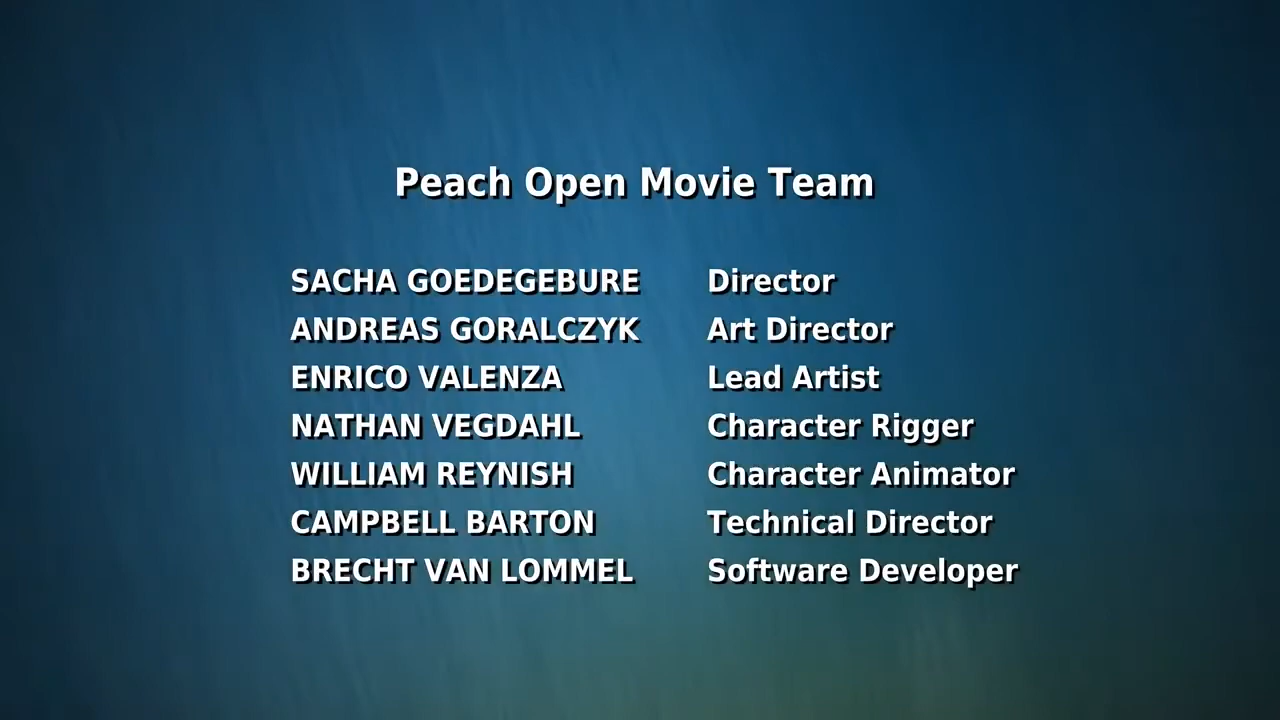 Peach Open Movie Team
SACHA GOEDEGEBURE Director
ANDREAS GORALCZYK Art Director
ENRICO VALENZA Lead Artist
NATHAN VEGDAHL Character Rigger
WILLIAM REYNISH Character Animator
CAMPBELL BARTON Technical Director
BRECHT VAN LOMMEL Software Developer